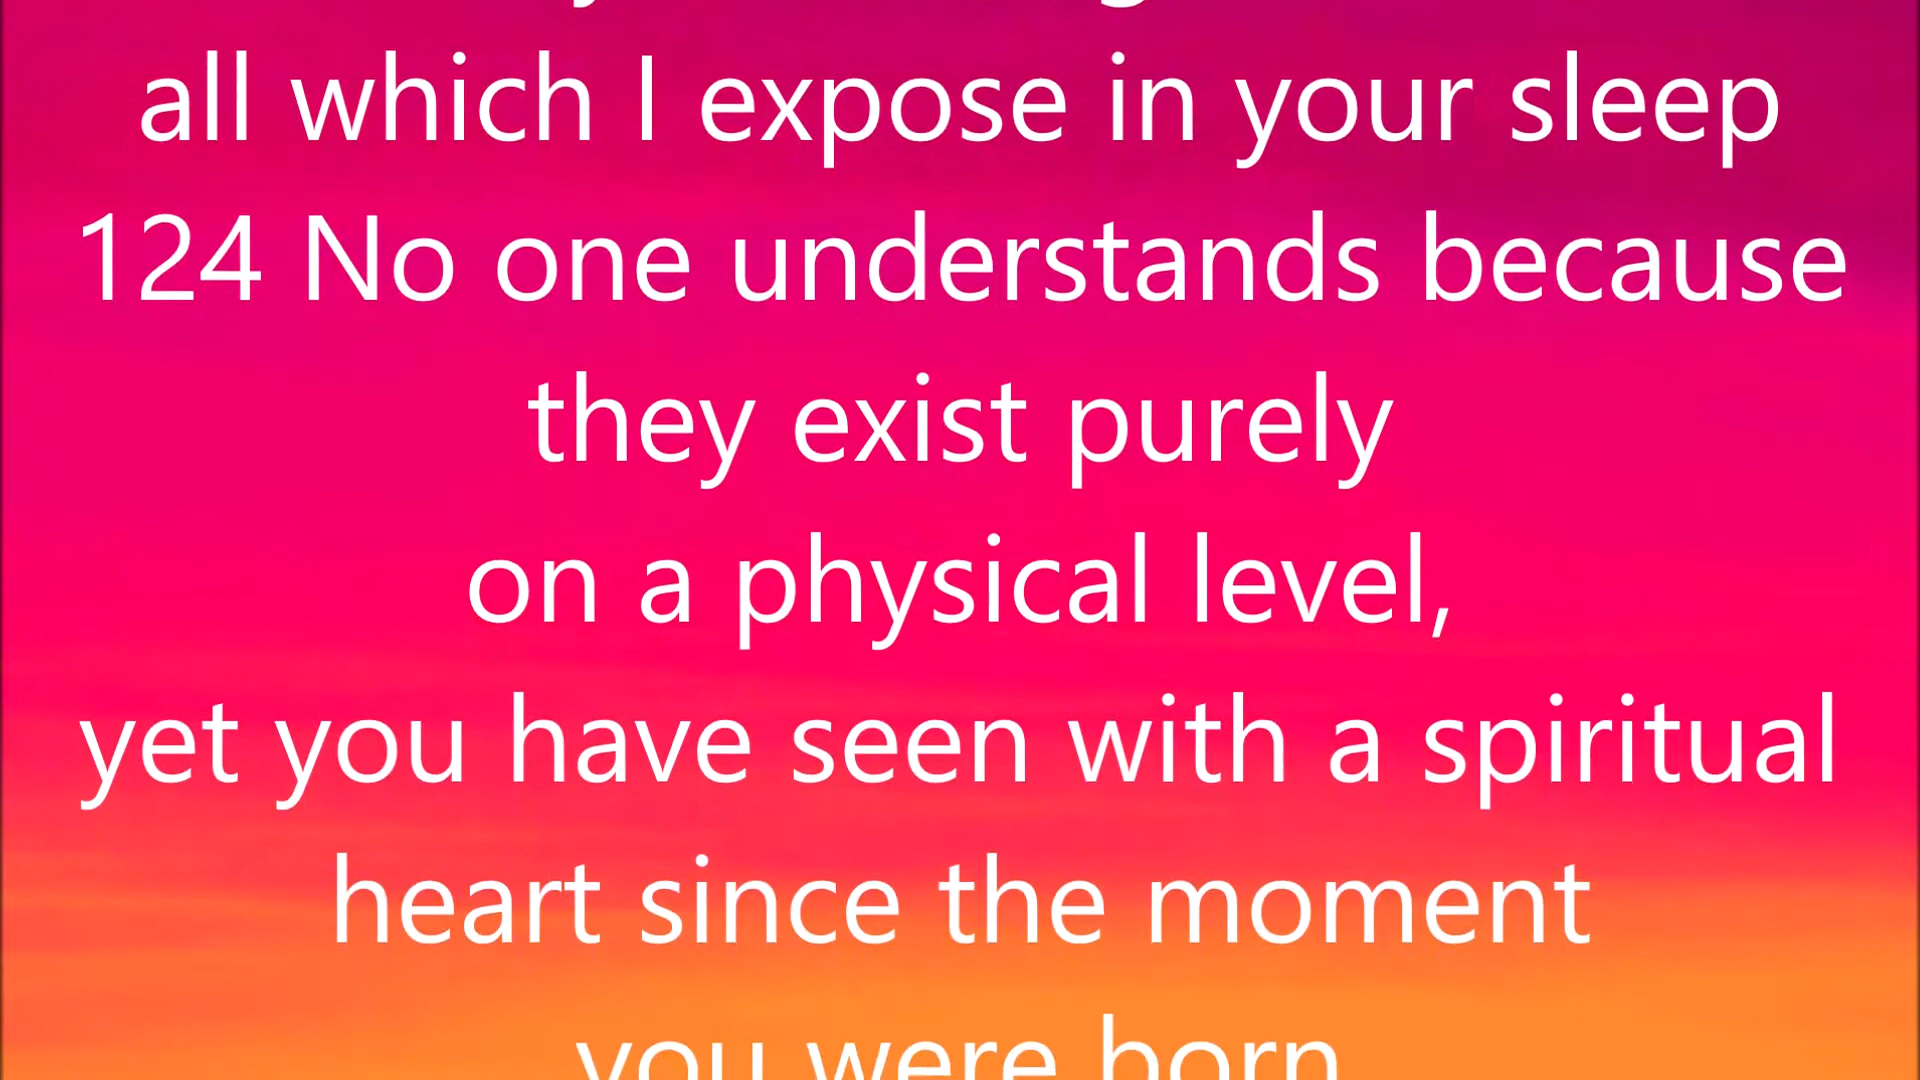 all which I expose in your sleep
124 No one understands because
they exist purely
on a physical level,
yet you have seen with a spiritual
heart since the moment
you were born